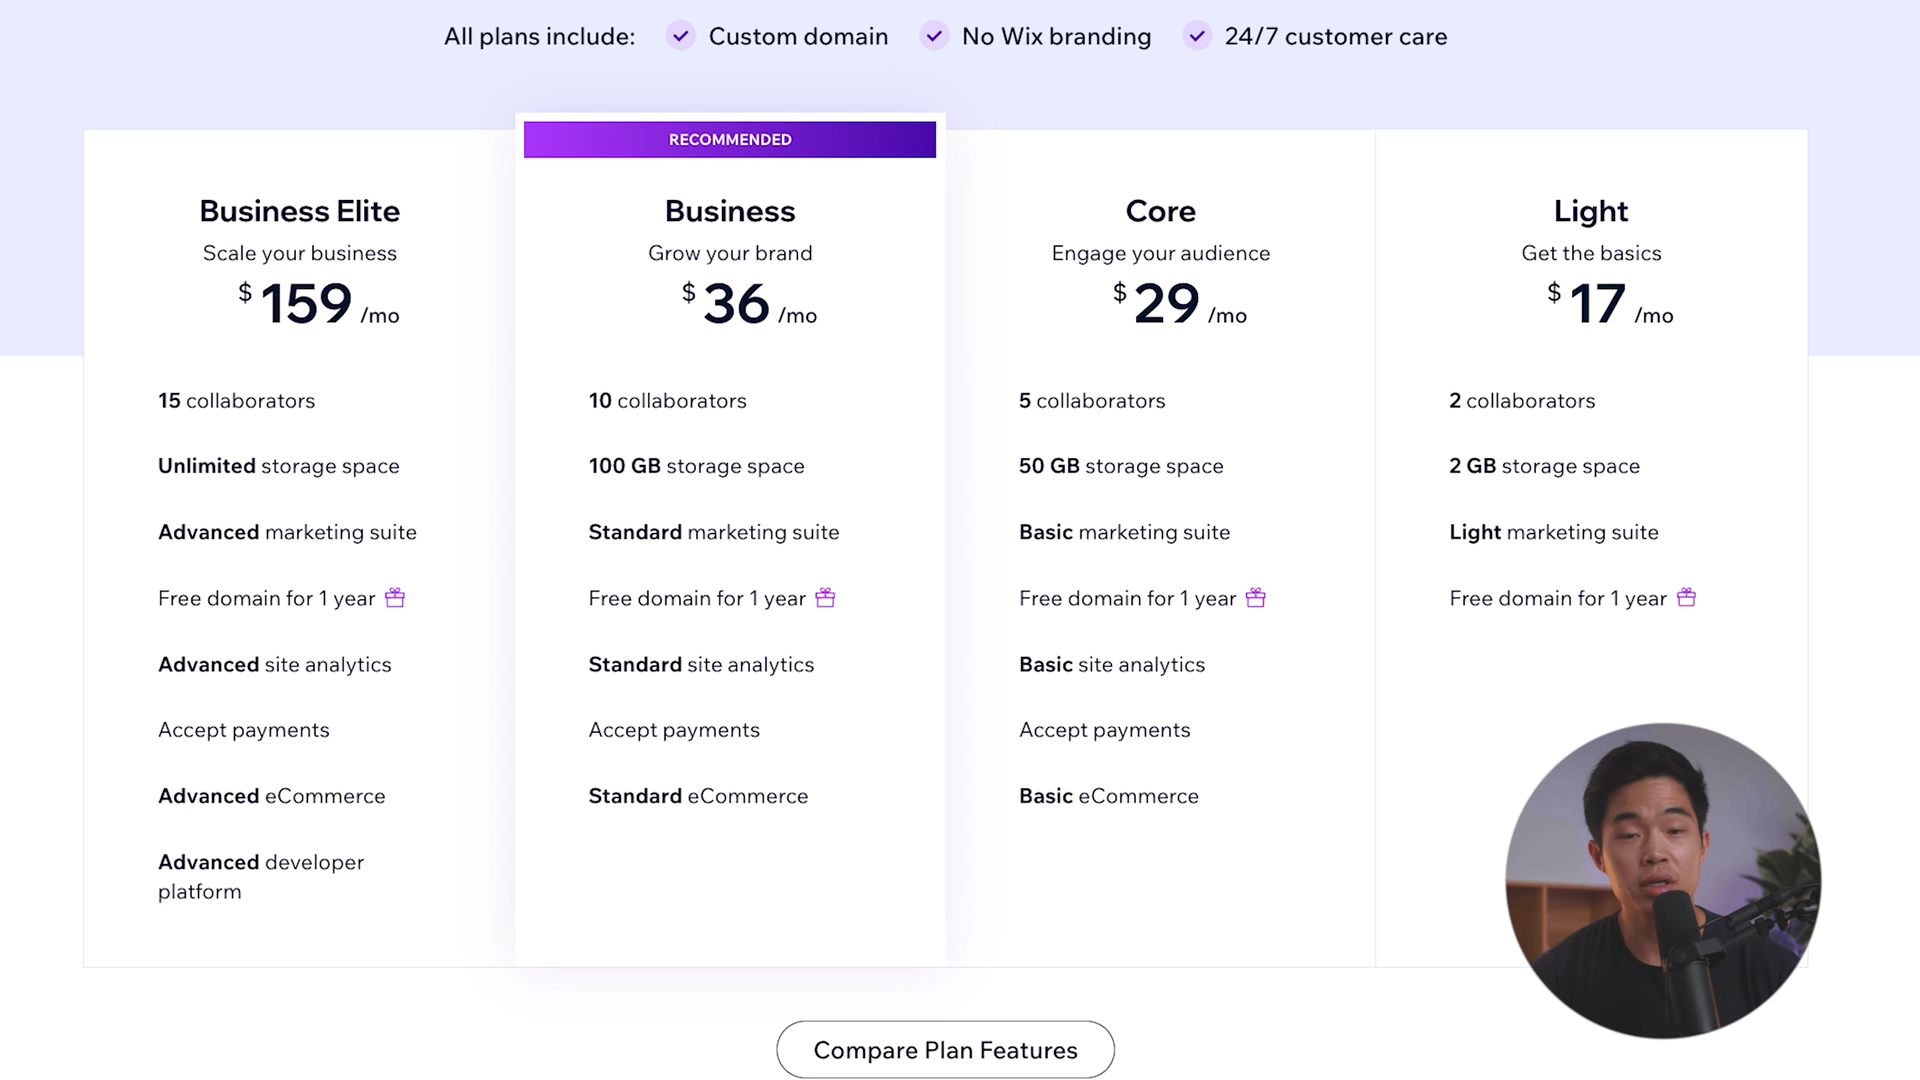 All plans include: Custom domain No Wix branding 24/7 customer care
RECOMMENDED
Business Elite
Scale your business
$ 159 /mo
15 collaborators
Unlimited storage space
Advanced marketing suite
Free domain for 1 year
Advanced site analytics
Accept payments
Advanced eCommerce
Advanced developer
platform
Business
Grow your brand
$ 36 /mo
10 collaborators
100 GB storage space
Standard marketing suite
Free domain for 1 year
Standard site analytics
Accept payments
Standard eCommerce
Core
Engage your audience
$ 29 /mo
5 collaborators
50 GB storage space
Basic marketing suite
Free domain for 1 year
Basic site analytics
Accept payments
Basic eCommerce
Light
Get the basics
$ 17 /mo
2 collaborators
2 GB storage space
Light marketing suite
Free domain for 1 year
Compare Plan Features